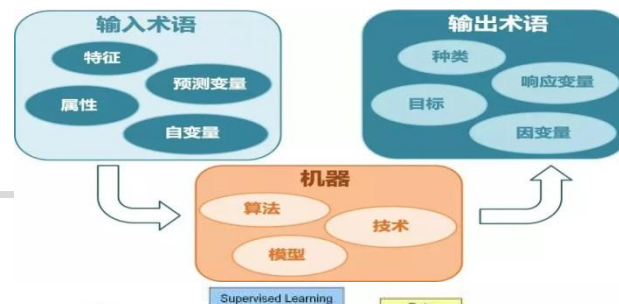 输入术语
特征
预测变量
属性
自变量
输出术语
种类
响应变量
目标
因变量
机器
算法
技术
模型
Supervised Learning